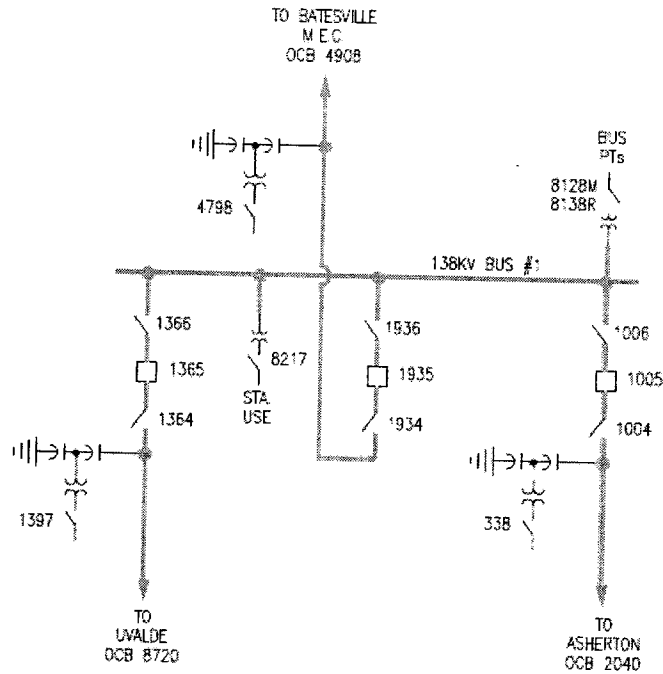 TO BATESVILLE
M.E.C
OCB 4908
BUS
PTs
8128M
8138R
4798
138KV BUS #1
1366
1936
1006
1365
8217
1935
1005
STA.
USE
1364
1934
1004
1397
338
TO
UVALDE
OCB 8720
TO
ASHERTON
OCB 2040